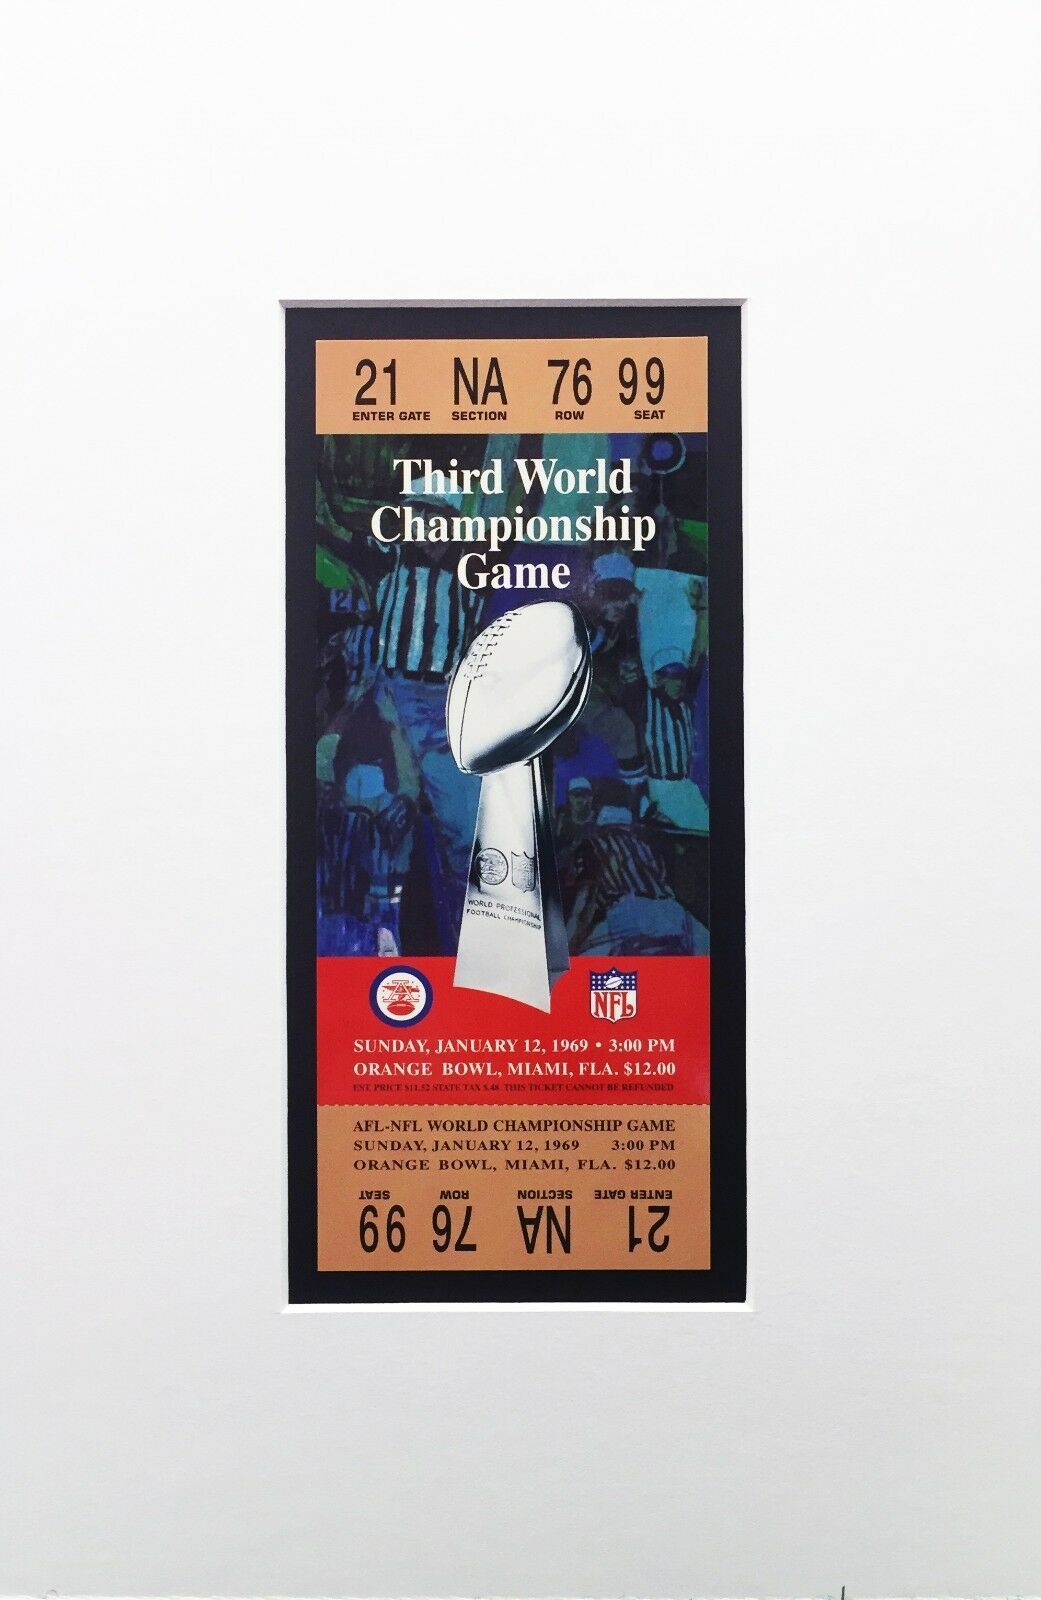 21 NA 76 99
ENTER GATE SECTION ROW SEAT
Third World
Championship
Game
WORLD PROFESSIONAL
FOOTBALL CHAMPIONSHIP
A
NFL
SUNDAY, JANUARY 12, 1969 • 3:00 PM
ORANGE BOWL, MIAMI, FLA. $12.00
EST. PRICE $11.52 STATE TAX $.48 THIS TICKET CANNOT BE REFUNDED
AFL-NFL WORLD CHAMPIONSHIP GAME
SUNDAY, JANUARY 12, 1969 3:00 PM
ORANGE BOWL, MIAMI, FLA. $12.00
21 NA 76 99
ENTER GATE SECTION ROW SEAT